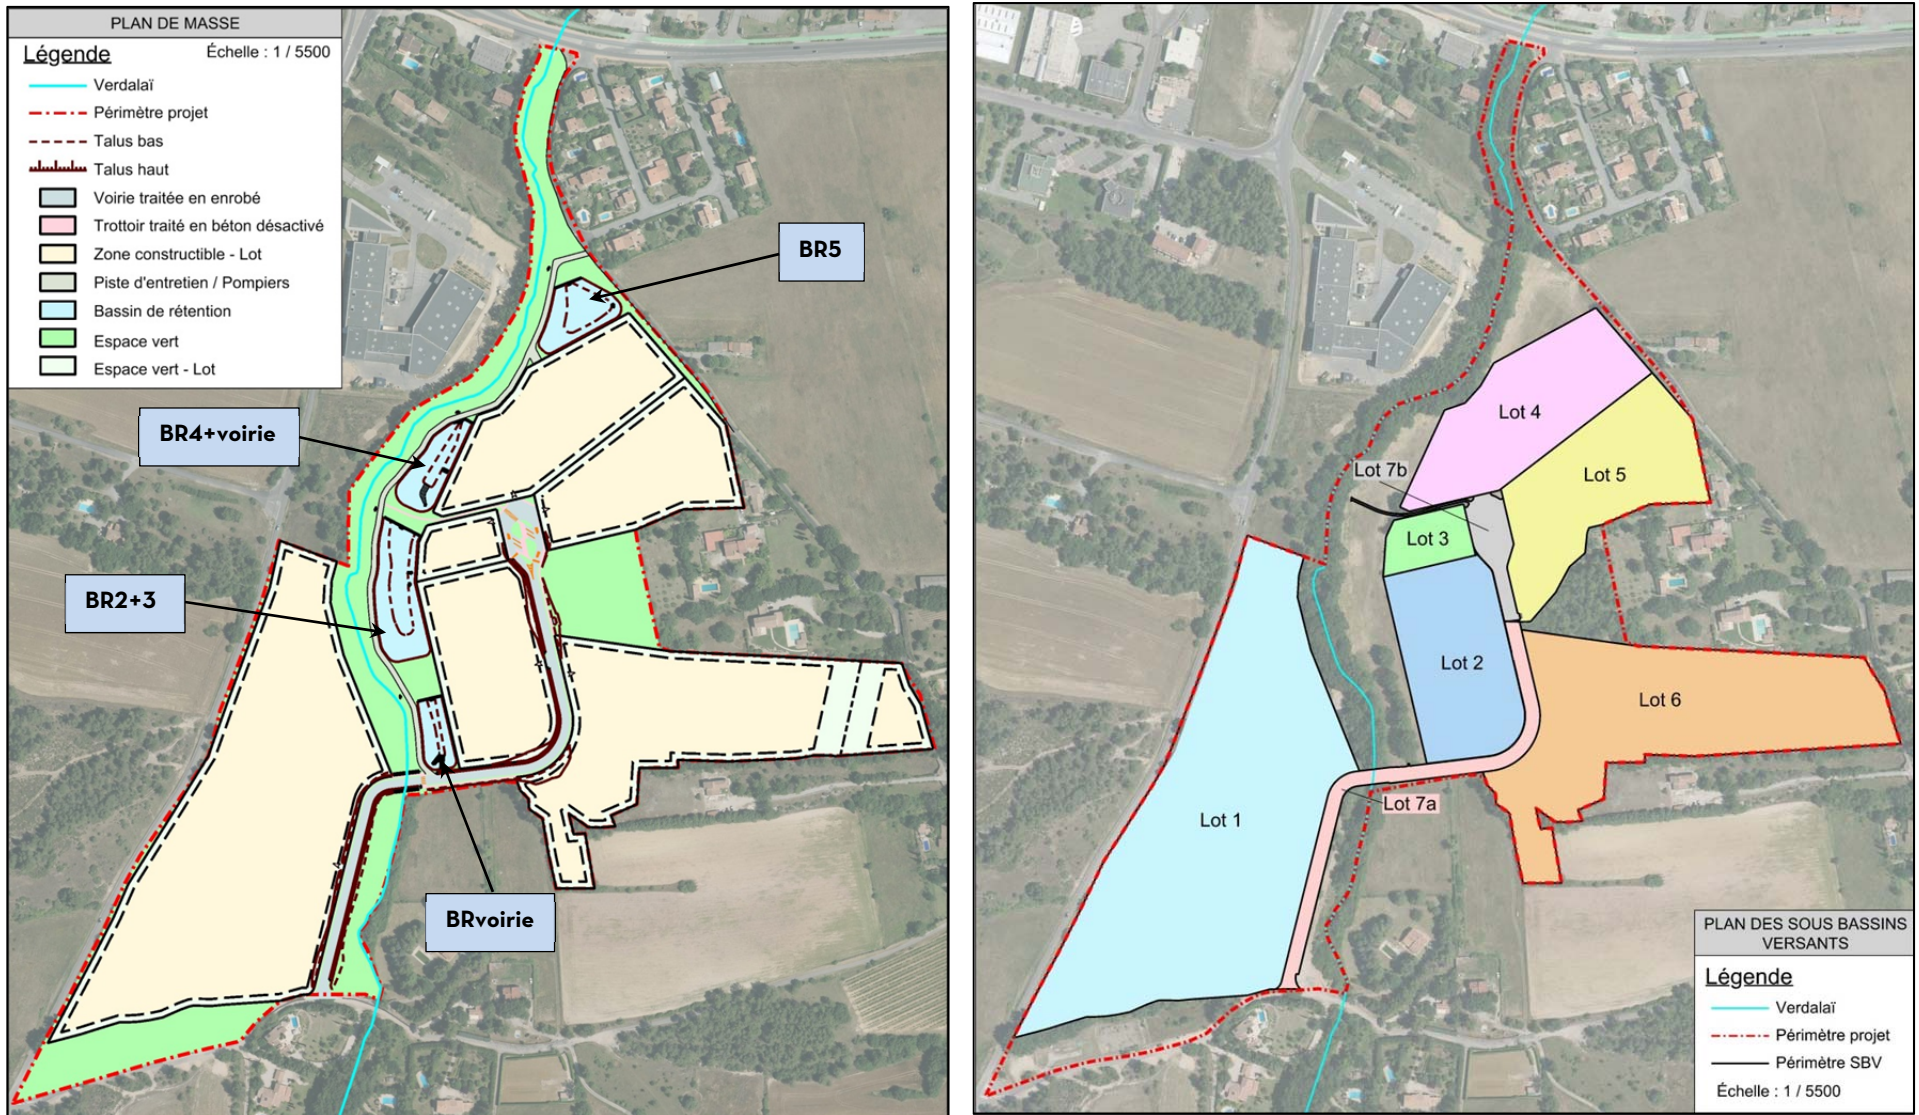 PLAN DE MASSE
Légende
Échelle : 1 / 5500
Verdalaï
Périmètre projet
Talus bas
Talus haut
Voirie traitée en enrobé
Trottoir traité en béton désactivé
Zone constructible - Lot
Piste d'entretien / Pompiers
Bassin de rétention
Espace vert
Espace vert - Lot
BR5
BR4+voirie
BR2+3
BRvoirie
Lot 4
Lot 7b
Lot 5
Lot 3
Lot 2
Lot 6
Lot 7a
Lot 1
PLAN DES SOUS BASSINS
VERSANTS
Légende
Verdalaï
Périmètre projet
Périmètre SBV
Échelle : 1 / 5500